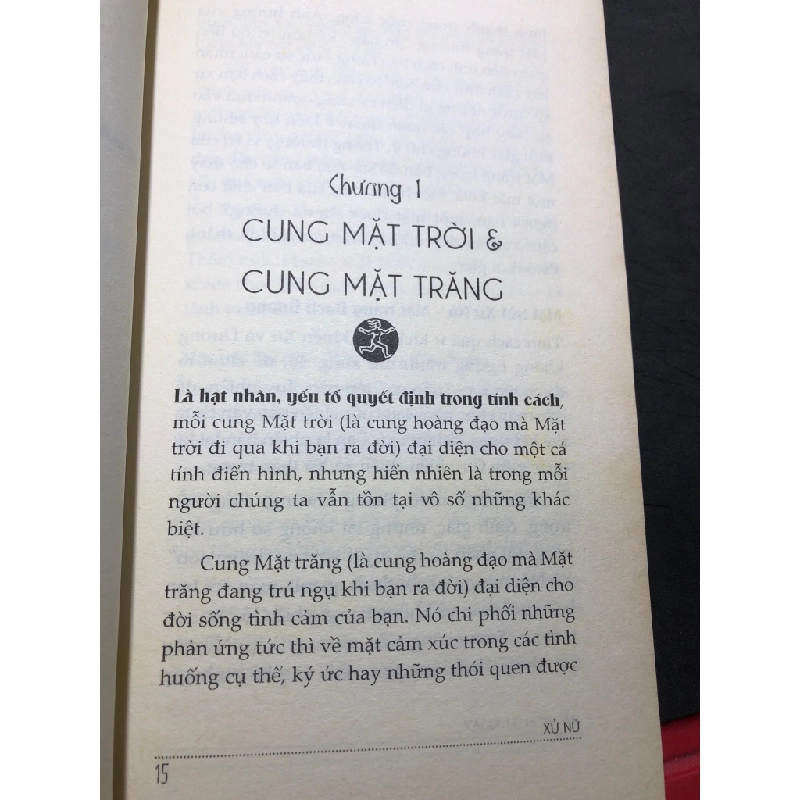 Chương 1
CUNG MẶT TRỜI &
CUNG MẶT TRĂNG
Là hạt nhân, yếu tố quyết định trong tính cách,
mỗi cung Mặt trời (là cung hoàng đạo mà Mặt
trời đi qua khi bạn ra đời) đại diện cho một cá
tính điển hình, nhưng hiển nhiên là trong mỗi
người chúng ta vẫn tồn tại vô số những khác
biệt.
Cung Mặt trăng (là cung hoàng đạo mà Mặt
trăng đang trú ngụ khi bạn ra đời) đại diện cho
đời sống tình cảm của bạn. Nó chi phối những
phản ứng tức thì về mặt cảm xúc trong các tình
huống cụ thể, ký ức hay những thói quen được
XỬ NỮ
15